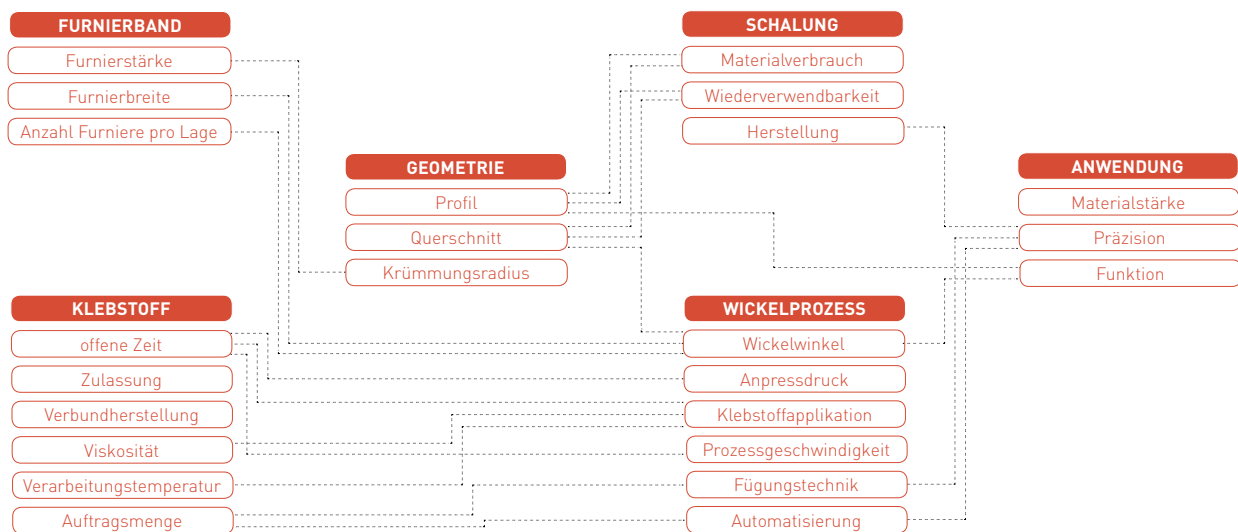 FURNIERBAND
Furnierstärke
Furnierbreite
Anzahl Furniere pro Lage
GEOMETRIE
Profil
Querschnitt
Krümmungsradius
SCHALUNG
Materialverbrauch
Wiederverwendbarkeit
Herstellung
ANWENDUNG
Materialstärke
Präzision
Funktion
KLEBSTOFF
offene Zeit
Zulassung
Verbundherstellung
Viskosität
Verarbeitungstemperatur
Auftragsmenge
WICKELPROZESS
Wickelwinkel
Anpressdruck
Klebstoffapplikation
Prozessgeschwindigkeit
Fügungstechnik
Automatisierung